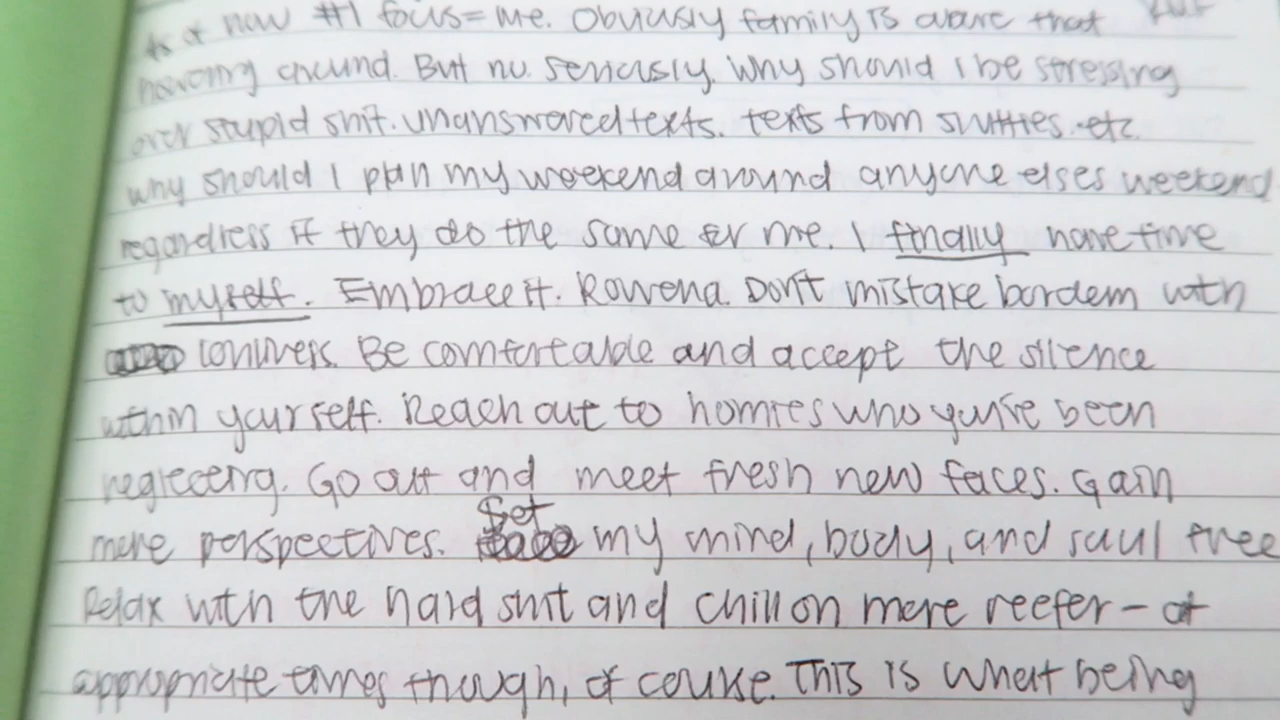 As of now #1 focus = me. Obviously family is above that
how am I around. But no. Seriously. Why should I be stressing
over stupid shit. Unanswered texts. Texts from shitties. etc.
Why should I plan my weekend around anyone elses weekend
regardless if they do the same for me. I finally have time
to myself. Embrace it. Rowena. Don't mistake bordem with
Be comfortable and accept the silence
within yourself. Reach out to homies who you've been
neglecting. Go out and meet fresh new faces. Gain
more perspectives. Set my mind, body, and soul free
Relax with the hard shit and chill on more reefer - at
appropriate times though, of course. This is what being